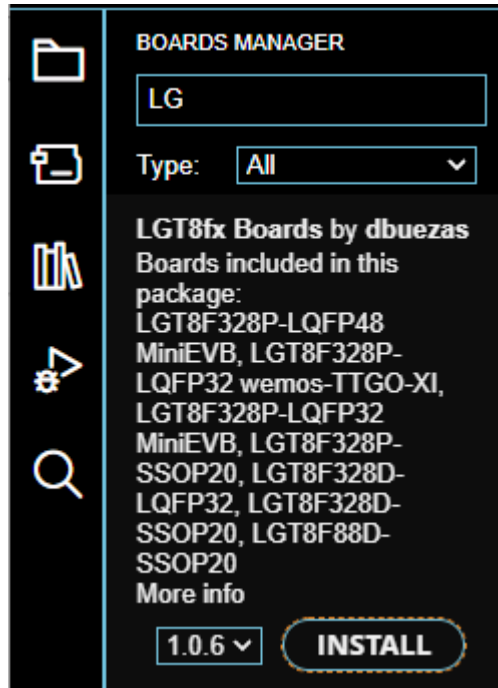 BOARDS MANAGER
LG
Type: All
LGT8fx Boards by dbuezas
Boards included in this
package:
LGT8F328P-LQFP48
MiniEVB, LGT8F328P-
LQFP32 wemos-TTGO-XI,
LGT8F328P-LQFP32
MiniEVB, LGT8F328P-
SSOP20, LGT8F328D-
LQFP32, LGT8F328D-
SSOP20, LGT8F88D-
SSOP20
More info
1.0.6 INSTALL